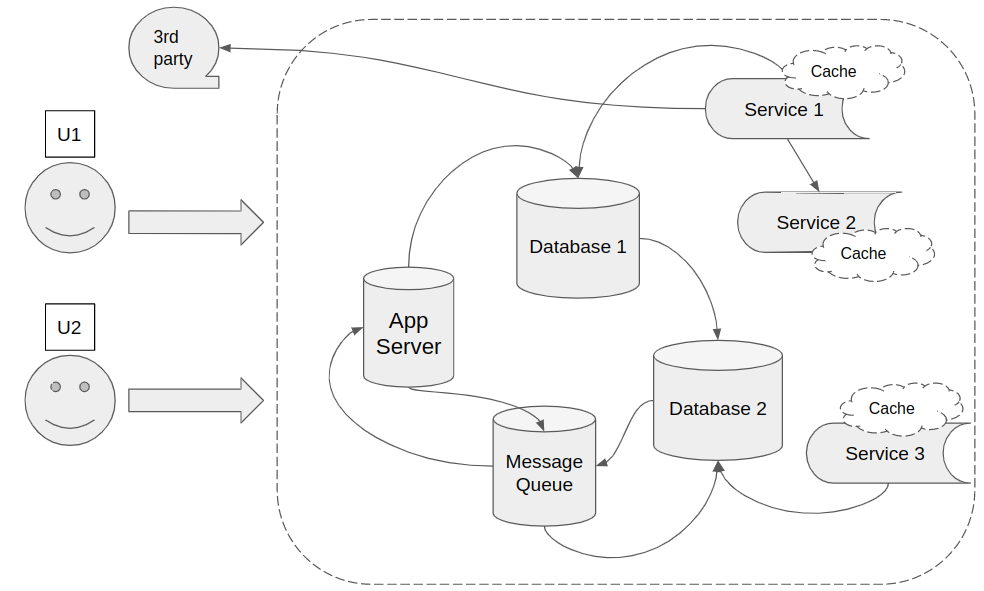 3rd
party
Cache
Service 1
U1
Service 2
Cache
Database 1
U2
App
Server
Database 2
Cache
Service 3
Message
Queue